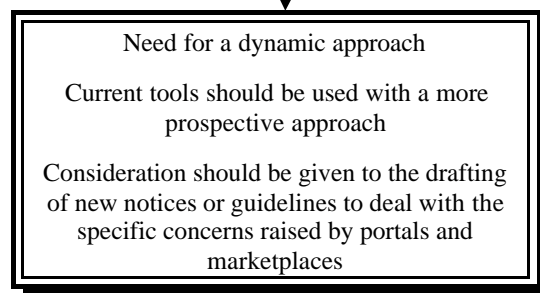 Need for a dynamic approach
Current tools should be used with a more
prospective approach
Consideration should be given to the drafting
of new notices or guidelines to deal with the
specific concerns raised by portals and
marketplaces